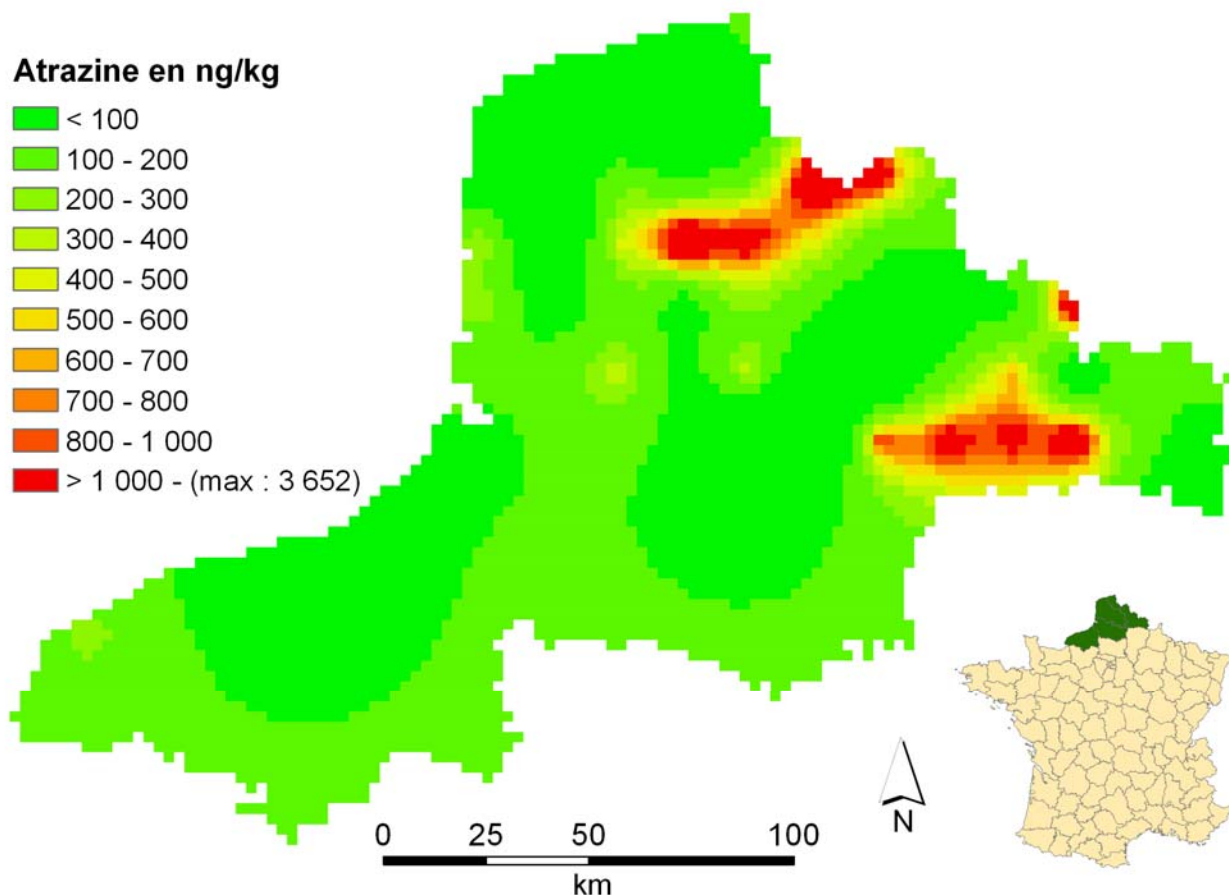 Atrazine en ng/kg
< 100
100 - 200
200 - 300
300 - 400
400 - 500
500 - 600
600 - 700
700 - 800
800 - 1 000
> 1 000 - (max : 3 652)
N
0 25 50 100
km